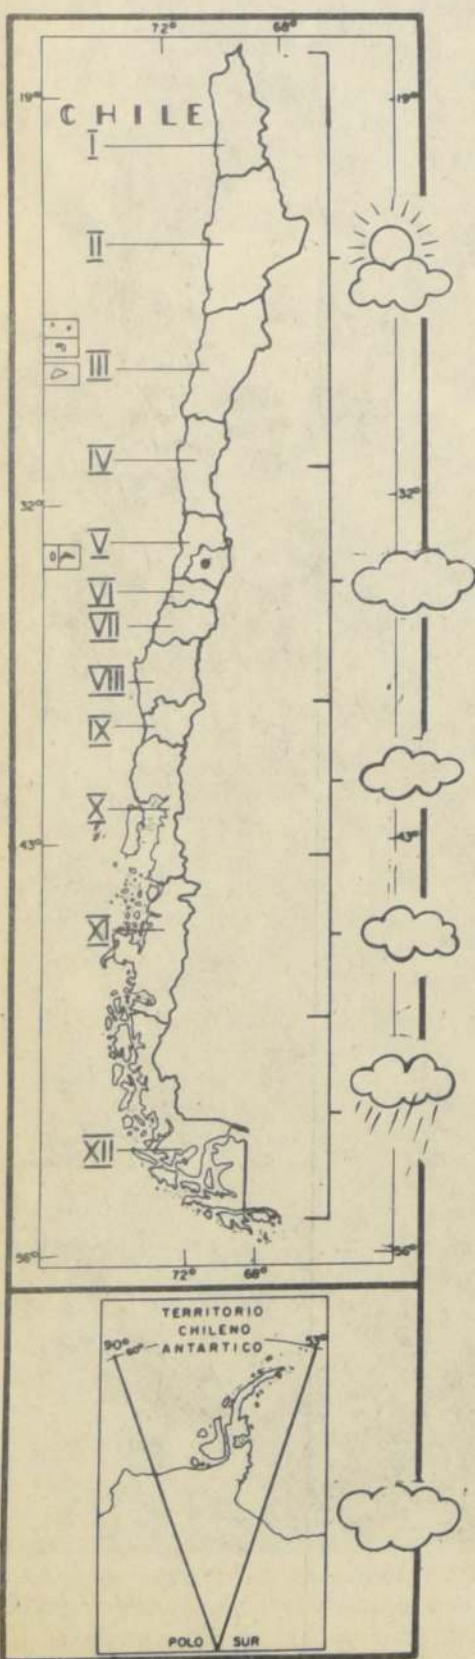 72° 68°
19° 19°
CHILE
I
II
III
IV
32° 32°
V
VI
VII
VIII
IX
X
43° 43°
XI
XII
56° 56°
72° 68°
TERRITORIO
CHILENO
ANTARTICO
90° 53°
60°
POLO SUR